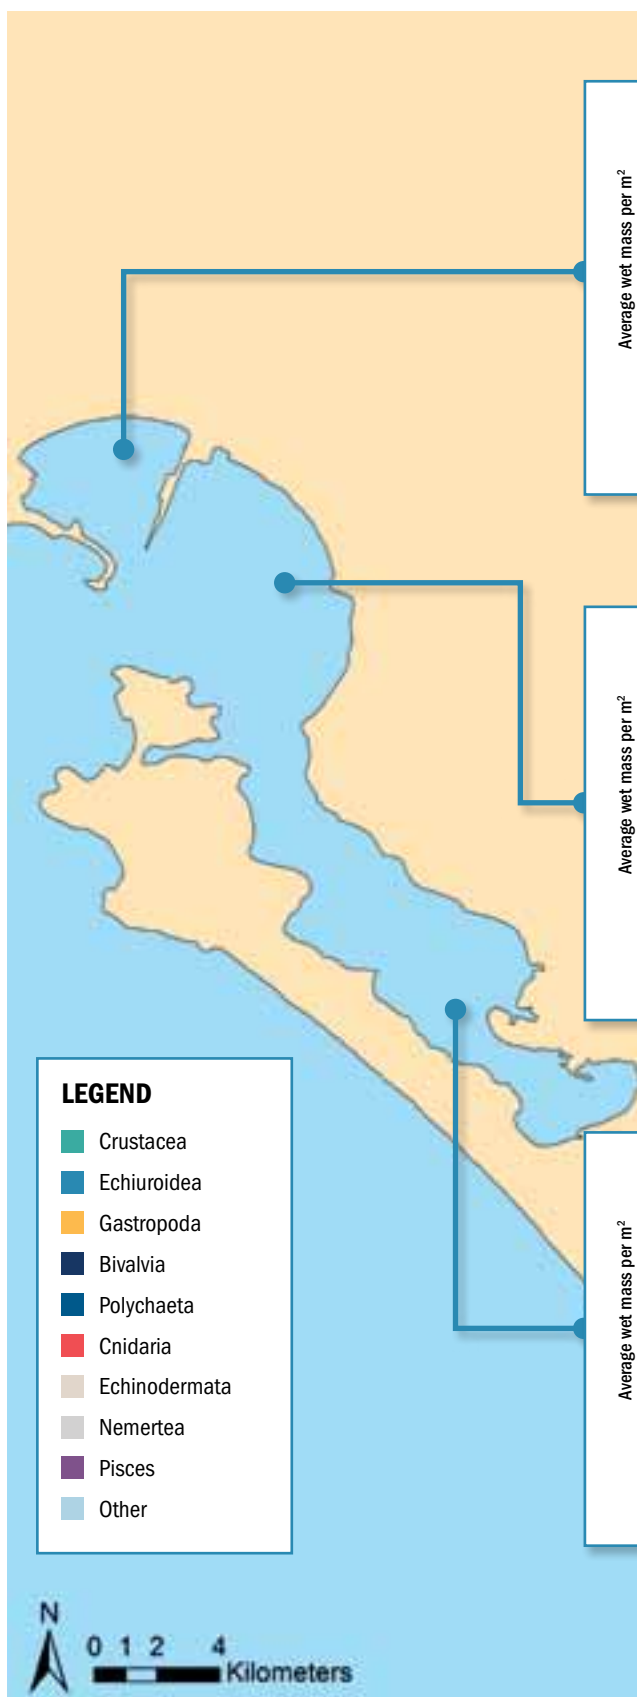 Average wet mass per m²
Average wet mass per m²
Average wet mass per m²
LEGEND
Crustacea
Echiuroidea
Gastropoda
Bivalvia
Polychaeta
Cnidaria
Echinodermata
Nemertea
Pisces
Other
N
0 1 2 4
Kilometers